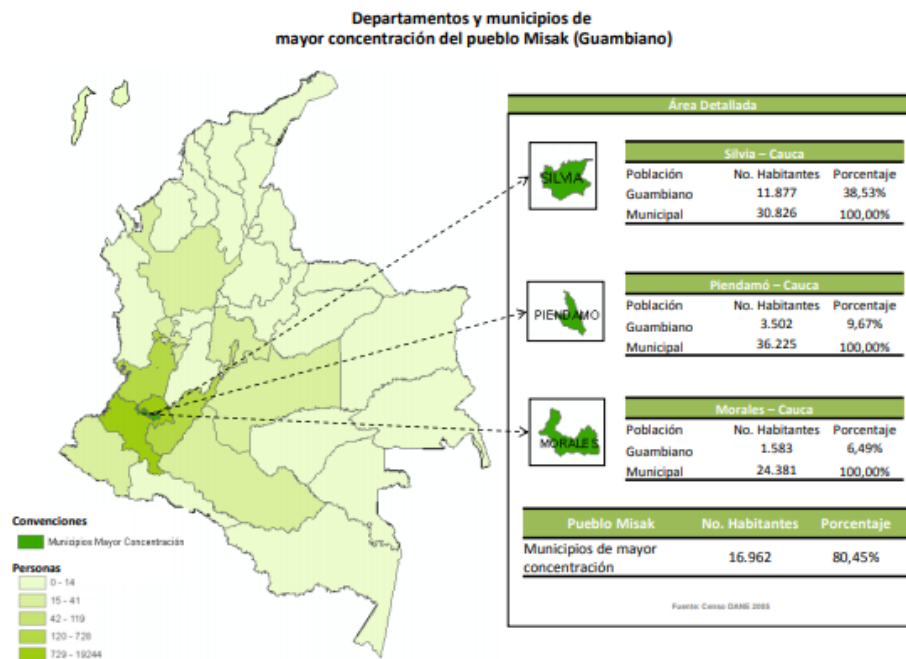 Departamentos y municipios de
mayor concentración del pueblo Misak (Guambiano)
Área Detallada
SILVIA
Silvia – Cauca
Población No. Habitantes Porcentaje
Guambiano 11.877 38,53%
Municipal 30.826 100,00%
PIENDAMO
Piendamó – Cauca
Población No. Habitantes Porcentaje
Guambiano 3.502 9,67%
Municipal 36.225 100,00%
MORALES
Morales – Cauca
Población No. Habitantes Porcentaje
Guambiano 1.583 6,49%
Municipal 24.381 100,00%
Pueblo Misak No. Habitantes Porcentaje
Municipios de mayor
concentración 16.962 80,45%
Fuente: Censo DANE 2005
Convenciones
Municipios Mayor Concentración
Personas
0 - 14
15 - 41
42 - 119
120 - 728
729 - 19244